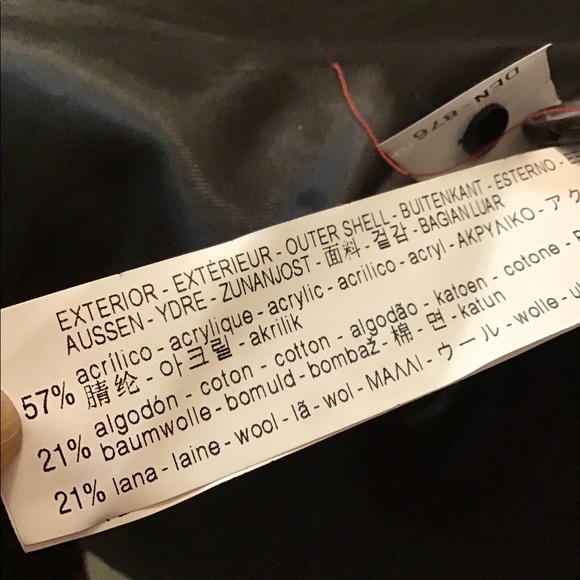 DEN-876
EXTERIOR - EXTÉRIEUR - OUTER SHELL - BUITENKANT - ESTERNO -
AUSSEN - YDRE - ZUNANJOST - 面料 - 겉감 - BAGIAN LUAR
57% acrílico - acrylique - acrylic - acrilico - acryl - ΑΚΡΥΛΙΚΟ - アク
腈纶 - 아크릴 - akrilik
21% algodón - coton - cotton - algodão - katoen - cotone -
baumwolle - bomuld - bombaž - 棉 - 면 - katun
21% lana - laine - wool - lã - wol - ΜΑΛΛΙ - ウール - wolle -